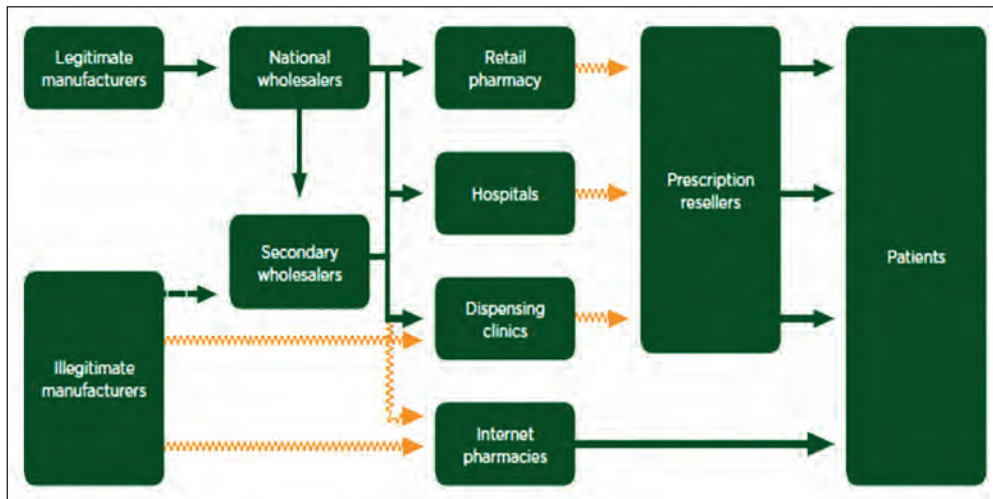 Legitimate
manufacturers
National
wholesalers
Retail
pharmacy
Hospitals
Prescription
resellers
Secondary
wholesalers
Patients
Dispensing
clinics
Illegitimate
manufacturers
Internet
pharmacies